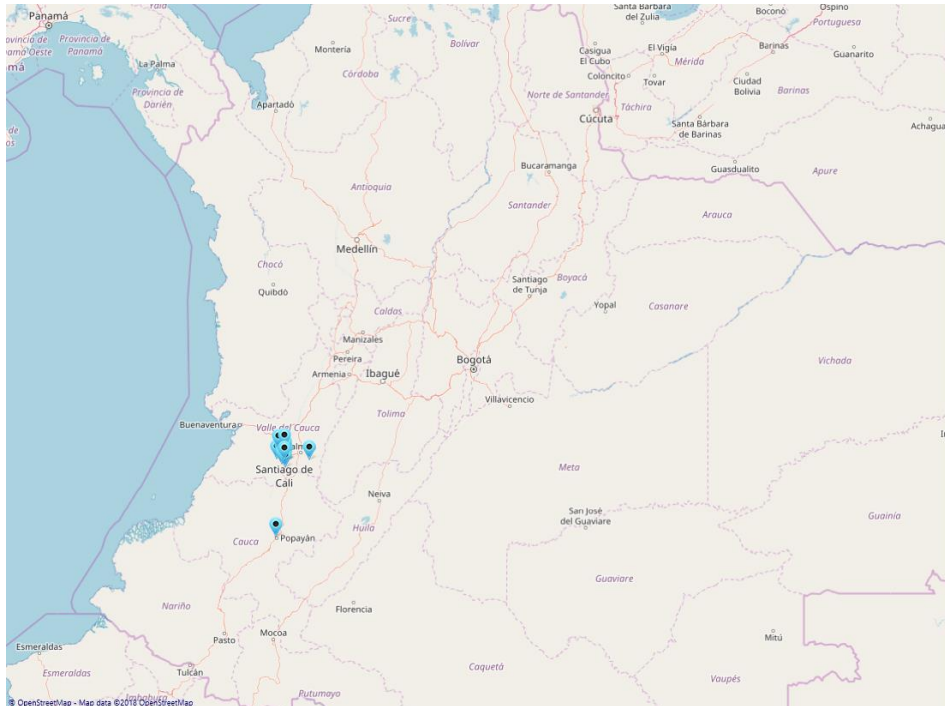 Panamá
Provincia de
Panamá
La Palma
Provincia de
Darién
Montería
Sucre
Bolívar
Córdoba
Apartadó
Santa Bárbara
del Zulia
Boconó
Ospino
Portuguesa
Casigua
El Cubo
El Vigía
Coloncito
Tovar
Mérida
Barinas
Guanarito
Ciudad
Bolivia
Barinas
Norte de Santander
Táchira
Cúcuta
Santa Bárbara
de Barinas
Achagua
Bucaramanga
Guasdualito
Apure
Antioquia
Santander
Arauca
Medellín
Chocó
Quibdó
Santiago
de Tunja
Boyacá
Yopal
Casanare
Caldas
Manizales
Pereira
Armenia
Ibagué
Bogotá
Vichada
Villavicencio
Tolima
Buenaventura
Valle del Cauca
Santiago de
Cali
Meta
Neiva
San José
del Guaviare
Guainía
Huila
Cauca
Popayán
Guaviare
Nariño
Florencia
Pasto
Mocoa
Mitú
Esmeraldas
Esmeraldas
Tulcán
Caquetá
Vaupés
Imbabura
Putumayo
© OpenStreetMap - Map data ©2018 OpenStreetMap